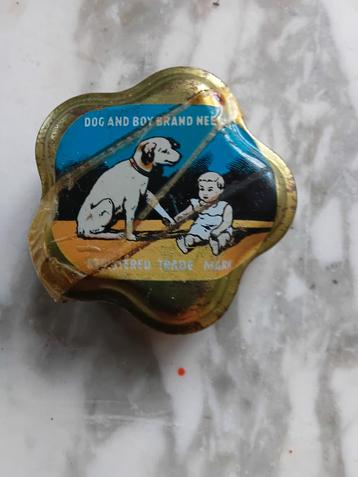 DOG AND BOY BRAND NEE
REGISTERED TRADE MARK